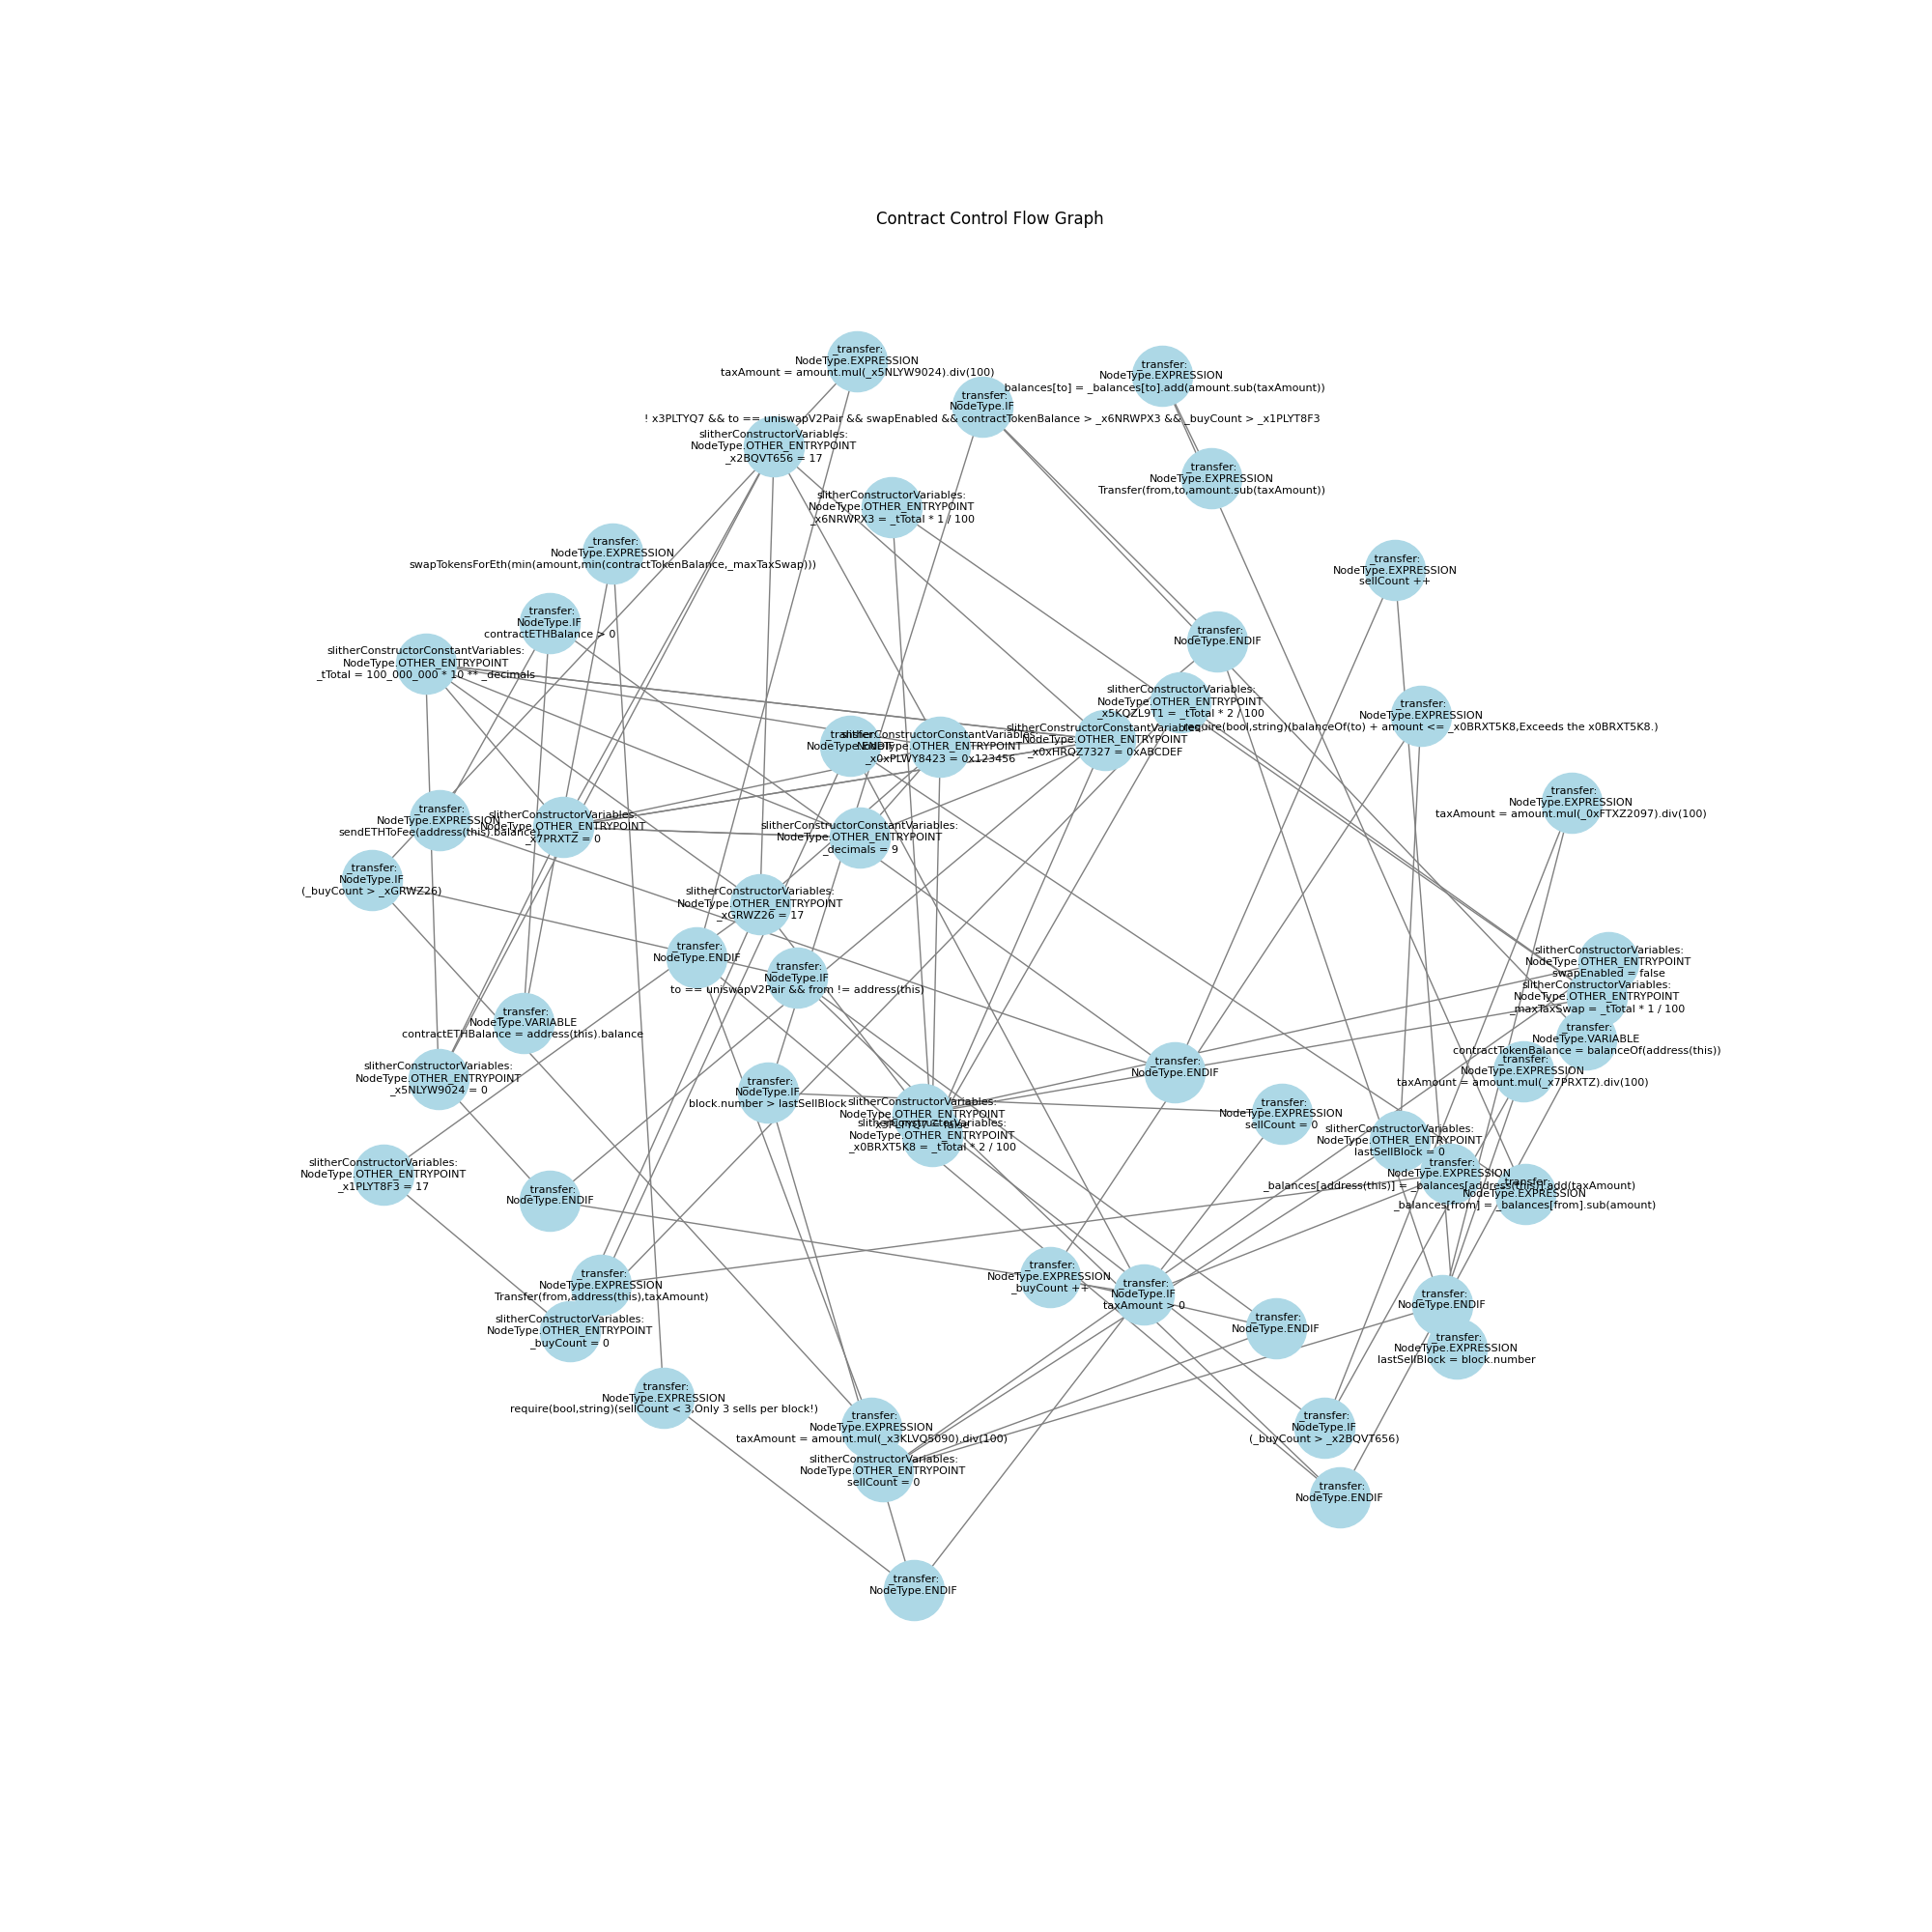 Contract Control Flow Graph
_transfer:
NodeType.EXPRESSION
taxAmount = amount.mul(_x5NLYW9024).div(100)
_transfer:
NodeType.EXPRESSION
_balances[to] = _balances[to].add(amount.sub(taxAmount))
_transfer:
NodeType.IF
! x3PLTYQ7 && to == uniswapV2Pair && swapEnabled && contractTokenBalance > _x6NRWPX3 && _buyCount > _x1PLYT8F3
slitherConstructorVariables:
NodeType.OTHER_ENTRYPOINT
_x2BQVT656 = 17
_transfer:
NodeType.EXPRESSION
Transfer(from,to,amount.sub(taxAmount))
slitherConstructorVariables:
NodeType.OTHER_ENTRYPOINT
_x6NRWPX3 = _tTotal * 1 / 100
_transfer:
NodeType.EXPRESSION
swapTokensForEth(min(amount,min(contractTokenBalance,_maxTaxSwap)))
_transfer:
NodeType.EXPRESSION
sellCount ++
_transfer:
NodeType.IF
contractETHBalance > 0
_transfer:
NodeType.ENDIF
slitherConstructorConstantVariables:
NodeType.OTHER_ENTRYPOINT
_tTotal = 100_000_000 * 10 ** _decimals
slitherConstructorVariables:
NodeType.OTHER_ENTRYPOINT
_x5KQZL9T1 = _tTotal * 2 / 100
_transfer:
NodeType.EXPRESSION
require(bool,string)(balanceOf(to) + amount <= _x0BRXT5K8,Exceeds the x0BRXT5K8.)
_transfer:
NodeType.ENDIF
slitherConstructorConstantVariables:
NodeType.OTHER_ENTRYPOINT
_x0xPLWY8423 = 0x123456
slitherConstructorConstantVariables:
NodeType.OTHER_ENTRYPOINT
_x0xHRQZ7327 = 0xABCDEF
_transfer:
NodeType.EXPRESSION
taxAmount = amount.mul(_0xFTXZ2097).div(100)
_transfer:
NodeType.EXPRESSION
sendETHToFee(address(this).balance)
slitherConstructorVariables:
NodeType.OTHER_ENTRYPOINT
_x7PRXTZ = 0
slitherConstructorConstantVariables:
NodeType.OTHER_ENTRYPOINT
_decimals = 9
_transfer:
NodeType.IF
(_buyCount > _xGRWZ26)
slitherConstructorVariables:
NodeType.OTHER_ENTRYPOINT
_xGRWZ26 = 17
_transfer:
NodeType.ENDIF
_transfer:
NodeType.IF
to == uniswapV2Pair && from != address(this)
slitherConstructorVariables:
NodeType.OTHER_ENTRYPOINT
swapEnabled = false
slitherConstructorVariables:
NodeType.OTHER_ENTRYPOINT
_maxTaxSwap = _tTotal * 1 / 100
_transfer:
NodeType.VARIABLE
contractETHBalance = address(this).balance
_transfer:
NodeType.VARIABLE
contractTokenBalance = balanceOf(address(this))
_transfer:
NodeType.EXPRESSION
taxAmount = amount.mul(_x7PRXTZ).div(100)
slitherConstructorVariables:
NodeType.OTHER_ENTRYPOINT
_x5NLYW9024 = 0
_transfer:
NodeType.ENDIF
_transfer:
NodeType.IF
block.number > lastSellBlock
slitherConstructorVariables:
NodeType.OTHER_ENTRYPOINT
x3PLTYQ7 = false
slitherConstructorVariables:
NodeType.OTHER_ENTRYPOINT
_x0BRXT5K8 = _tTotal * 2 / 100
_transfer:
NodeType.EXPRESSION
sellCount = 0
slitherConstructorVariables:
NodeType.OTHER_ENTRYPOINT
lastSellBlock = 0
slitherConstructorVariables:
NodeType.OTHER_ENTRYPOINT
_x1PLYT8F3 = 17
_transfer:
NodeType.EXPRESSION
_balances[address(this)] = _balances[address(this)].add(taxAmount)
_transfer:
NodeType.EXPRESSION
_balances[from] = _balances[from].sub(amount)
_transfer:
NodeType.ENDIF
_transfer:
NodeType.EXPRESSION
Transfer(from,address(this),taxAmount)
_transfer:
NodeType.EXPRESSION
_buyCount ++
_transfer:
NodeType.IF
taxAmount > 0
_transfer:
NodeType.ENDIF
_transfer:
NodeType.ENDIF
slitherConstructorVariables:
NodeType.OTHER_ENTRYPOINT
_buyCount = 0
_transfer:
NodeType.EXPRESSION
lastSellBlock = block.number
_transfer:
NodeType.EXPRESSION
require(bool,string)(sellCount < 3,Only 3 sells per block!)
_transfer:
NodeType.EXPRESSION
taxAmount = amount.mul(_x3KLVQ5090).div(100)
_transfer:
NodeType.IF
(_buyCount > _x2BQVT656)
slitherConstructorVariables:
NodeType.OTHER_ENTRYPOINT
sellCount = 0
_transfer:
NodeType.ENDIF
_transfer:
NodeType.ENDIF